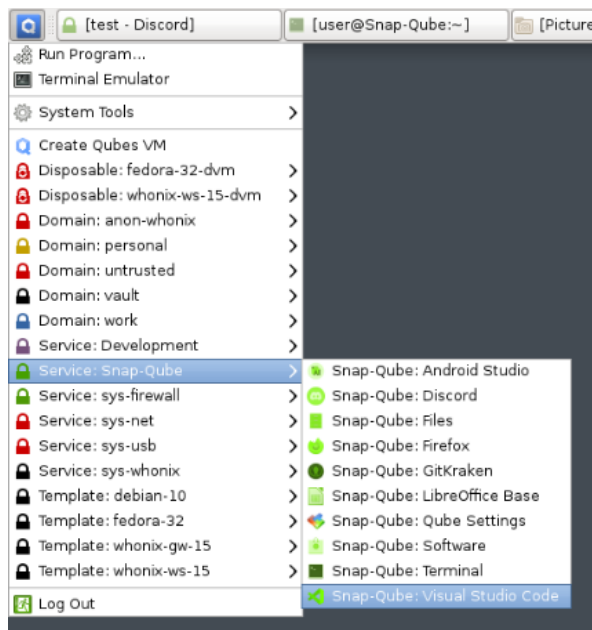 [test - Discord]
[user@Snap-Qube:~]
[Picture
Run Program...
Terminal Emulator
System Tools
Create Qubes VM
Disposable: fedora-32-dvm
Disposable: whonix-ws-15-dvm
Domain: anon-whonix
Domain: personal
Domain: untrusted
Domain: vault
Domain: work
Service: Development
Service: Snap-Qube
Service: sys-firewall
Service: sys-net
Service: sys-usb
Service: sys-whonix
Template: debian-10
Template: fedora-32
Template: whonix-gw-15
Template: whonix-ws-15
Log Out
Snap-Qube: Android Studio
Snap-Qube: Discord
Snap-Qube: Files
Snap-Qube: Firefox
Snap-Qube: GitKraken
Snap-Qube: LibreOffice Base
Snap-Qube: Qube Settings
Snap-Qube: Software
Snap-Qube: Terminal
Snap-Qube: Visual Studio Code